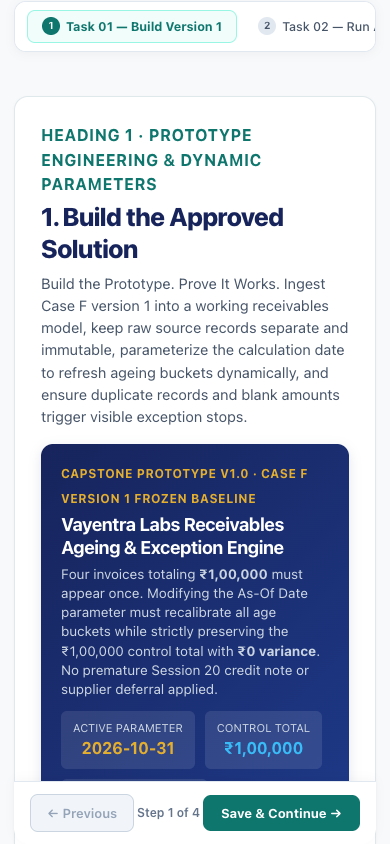 1 Task 01 — Build Version 1
2 Task 02 — Run
HEADING 1 · PROTOTYPE
ENGINEERING & DYNAMIC
PARAMETERS
1. Build the Approved
Solution
Build the Prototype. Prove It Works. Ingest
Case F version 1 into a working receivables
model, keep raw source records separate and
immutable, parameterize the calculation date
to refresh ageing buckets dynamically, and
ensure duplicate records and blank amounts
trigger visible exception stops.
CAPSTONE PROTOTYPE V1.0 · CASE F
VERSION 1 FROZEN BASELINE
Vayentra Labs Receivables
Ageing & Exception Engine
Four invoices totaling ₹1,00,000 must
appear once. Modifying the As-Of Date
parameter must recalibrate all age
buckets while strictly preserving the
₹1,00,000 control total with ₹0 variance.
No premature Session 20 credit note or
supplier deferral applied.
ACTIVE PARAMETER
2026-10-31
CONTROL TOTAL
₹1,00,000
← Previous
Step 1 of 4
Save & Continue →